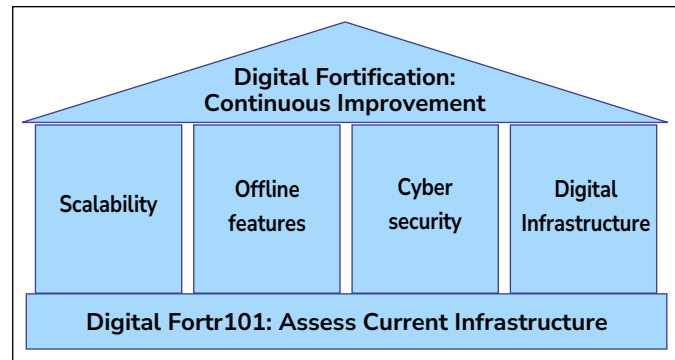 Digital Fortification:
Continuous Improvement
Scalability
Offline
features
Cyber
security
Digital
Infrastructure
Digital Fortr101: Assess Current Infrastructure